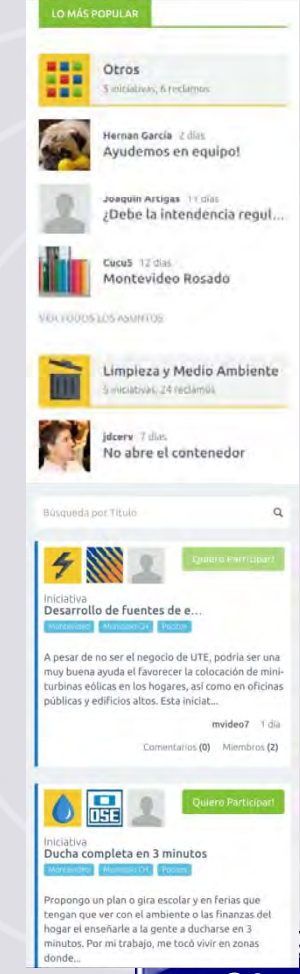 LO MÁS POPULAR
Otros
5 iniciativas, 6 reclamos
Hernan García 2 días
Ayudemos en equipo!
Joaquin Artigas 11 días
¿Debe la intendencia regul...
Cucu5 12 días
Montevideo Rosado
VER TODOS LOS ASUNTOS
Limpieza y Medio Ambiente
5 iniciativas, 24 reclamos
jdcerv 7 días
No abre el contenedor
Búsqueda por Título
Quiero Participar!
Iniciativa
Desarrollo de fuentes de e...
Montevideo Municipio CH Pocitos
A pesar de no ser el negocio de UTE, podría ser una
muy buena ayuda el favorecer la colocación de mini-
turbinas eólicas en los hogares, así como en oficinas
públicas y edificios altos. Esta iniciat...
mvideo7 1 día
Comentarios (0) Miembros (2)
OSE
Quiero Participar!
Iniciativa
Ducha completa en 3 minutos
Montevideo Municipio CH Pocitos
Propongo un plan o gira escolar y en ferias que
tengan que ver con el ambiente o las finanzas del
hogar el enseñarle a la gente a ducharse en 3
minutos. Por mi trabajo, me tocó vivir en zonas
donde...